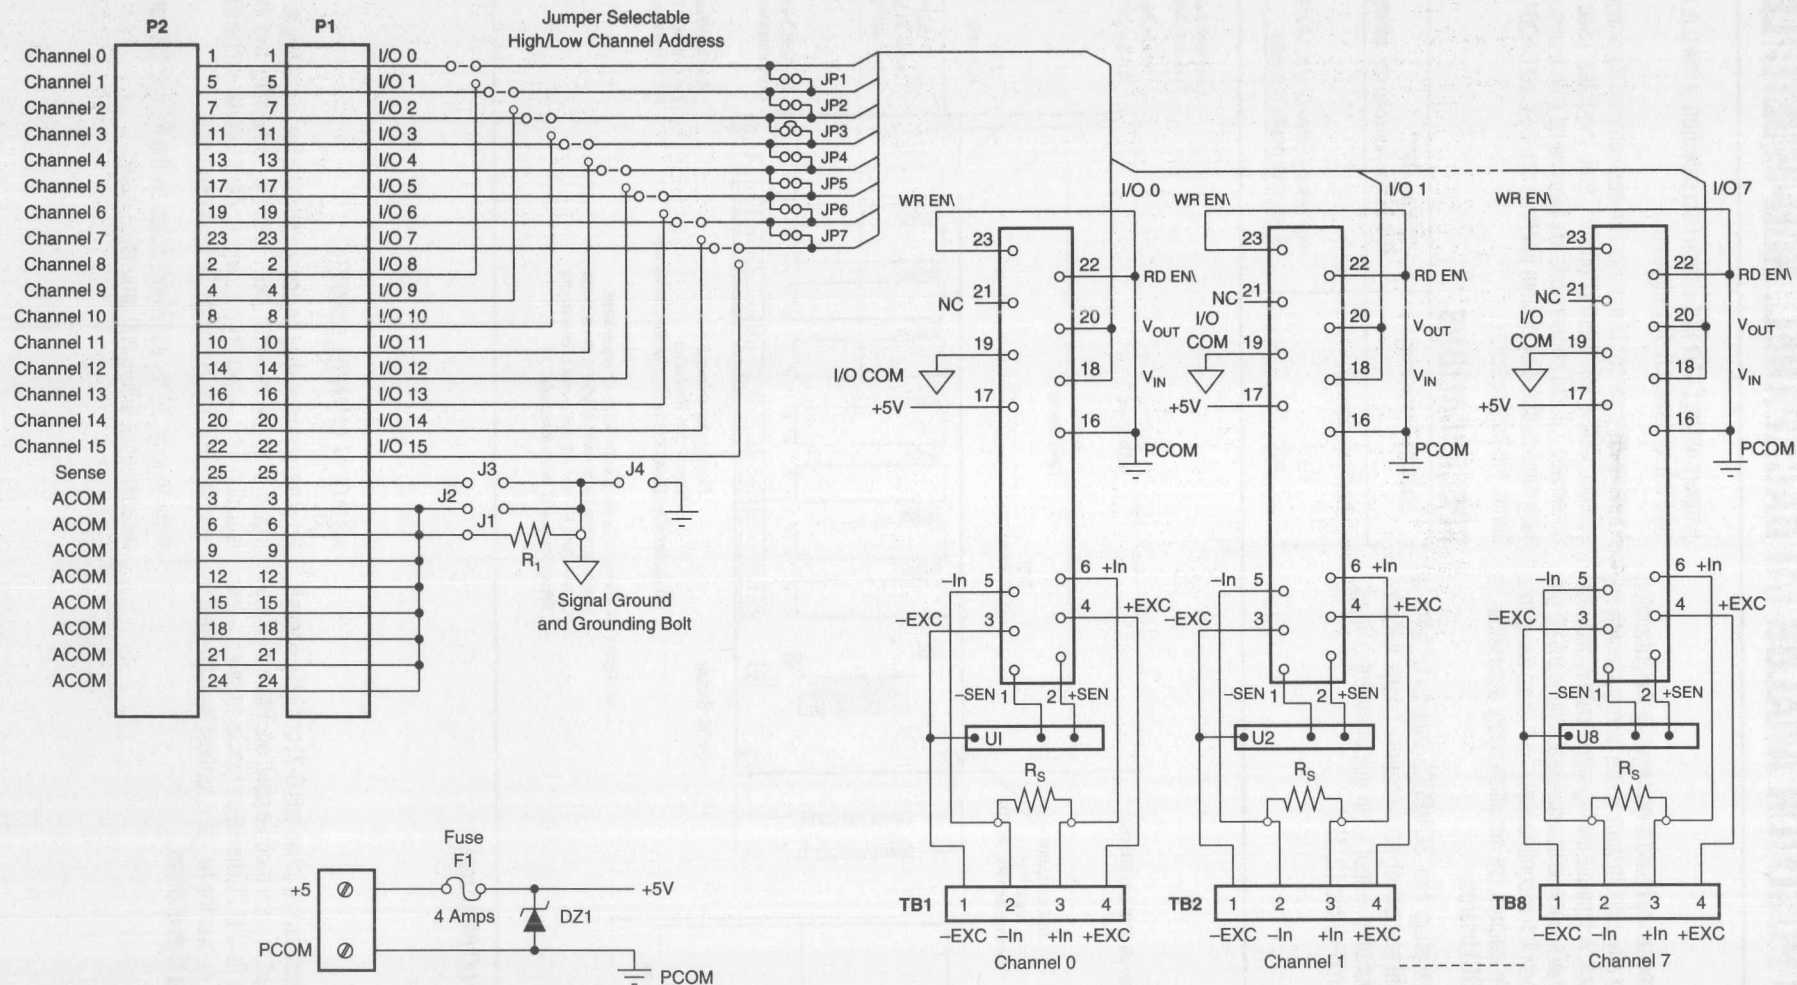 P2
P1
Jumper Selectable
High/Low Channel Address
Channel 0 1 1 I/O 0
Channel 1 5 5 I/O 1
Channel 2 7 7 I/O 2
Channel 3 11 11 I/O 3
Channel 4 13 13 I/O 4
Channel 5 17 17 I/O 5
Channel 6 19 19 I/O 6
Channel 7 23 23 I/O 7
Channel 8 2 2 I/O 8
Channel 9 4 4 I/O 9
Channel 10 8 8 I/O 10
Channel 11 10 10 I/O 11
Channel 12 14 14 I/O 12
Channel 13 16 16 I/O 13
Channel 14 20 20 I/O 14
Channel 15 22 22 I/O 15
Sense 25 25
ACOM 3 3
ACOM 6 6
ACOM 9 9
ACOM 12 12
ACOM 15 15
ACOM 18 18
ACOM 21 21
ACOM 24 24
JP1
JP2
JP3
JP4
JP5
JP6
JP7
J3
J4
J2
J1
R1
Signal Ground
and Grounding Bolt
I/O 0
WR EN\
23
22
RD EN\
NC 21
20
VOUT
19
I/O COM
18
VIN
+5V 17
16
PCOM
–In 5
6 +In
–EXC 3
4 +EXC
–SEN 1
2 +SEN
U1
RS
TB1 1 2 3 4
–EXC –In +In +EXC
Channel 0
I/O 1
WR EN\
23
22
RD EN\
NC 21
20
VOUT
I/O
COM
19
18
VIN
+5V 17
16
PCOM
–In 5
6 +In
–EXC 3
4 +EXC
–SEN 1
2 +SEN
U2
RS
TB2 1 2 3 4
–EXC –In +In +EXC
Channel 1
I/O 7
WR EN\
23
22
RD EN\
NC 21
20
VOUT
I/O
COM
19
18
VIN
+5V 17
16
PCOM
–In 5
6 +In
–EXC 3
4 +EXC
–SEN 1
2 +SEN
U8
RS
TB8 1 2 3 4
–EXC –In +In +EXC
Channel 7
Fuse
F1
+5
+5V
4 Amps
DZ1
PCOM
PCOM